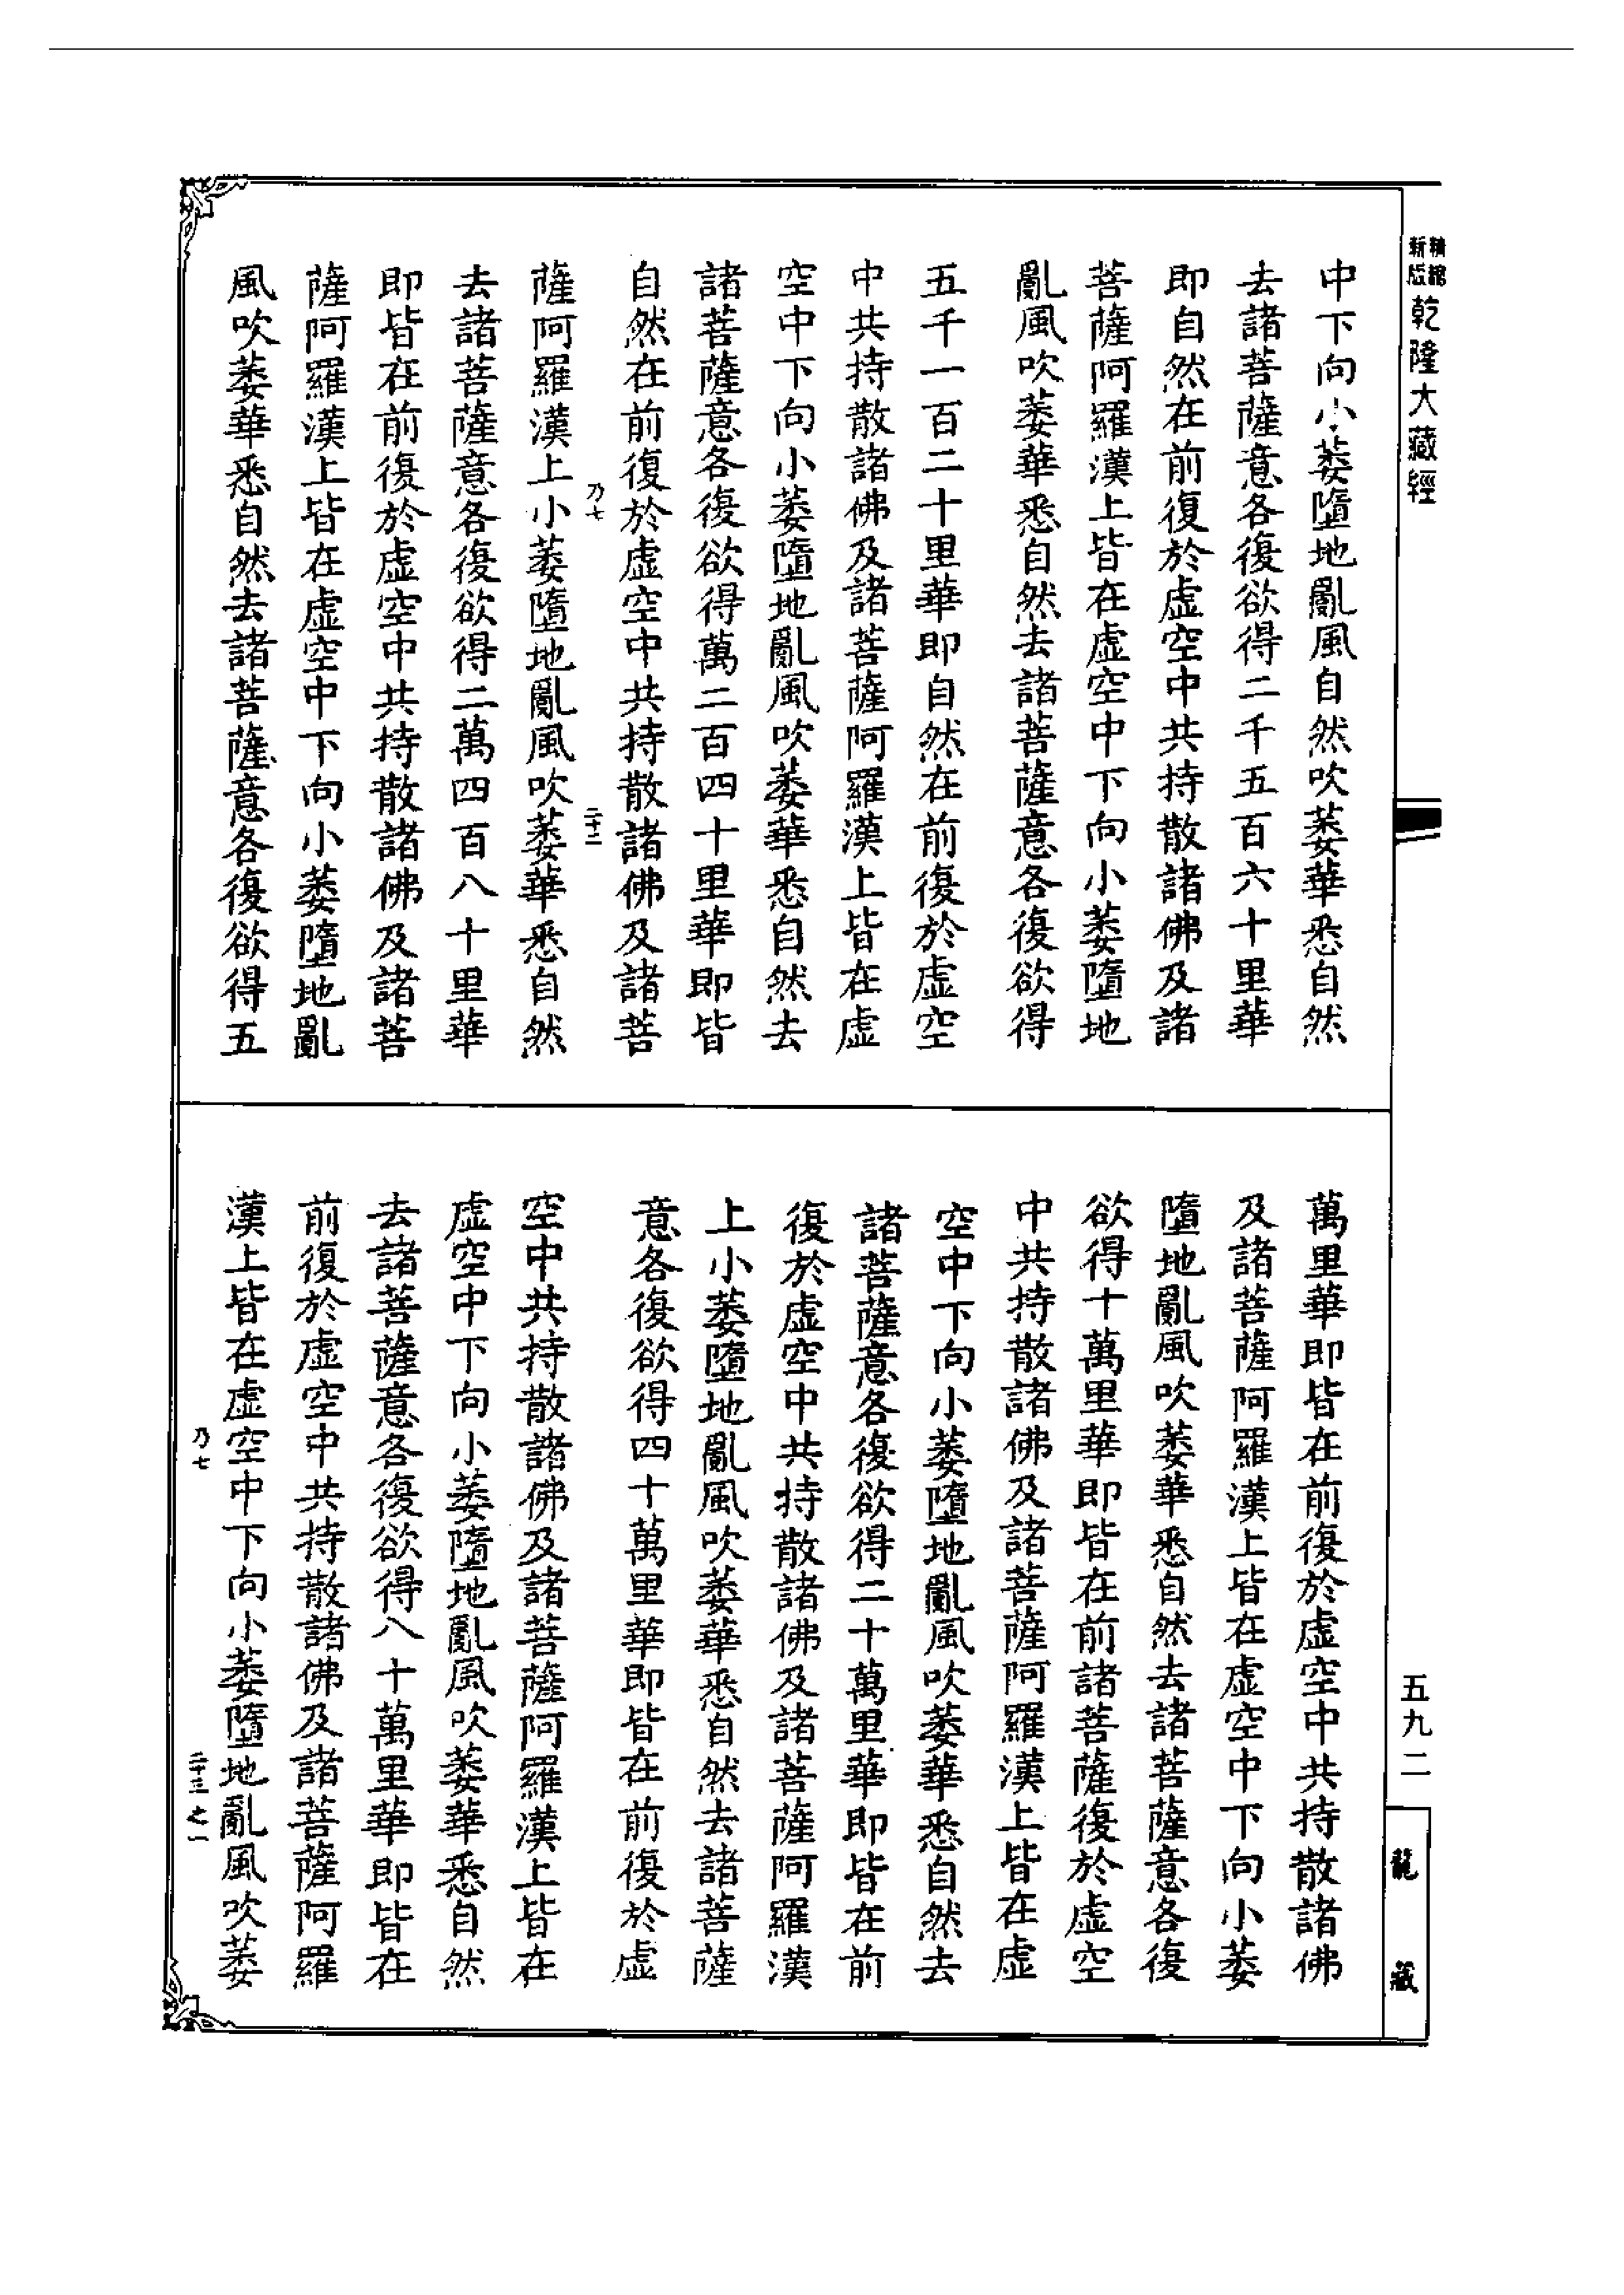 精縮新版乾隆大藏經
中下向小萎墮地亂風自然吹萎華悉自然
去諸菩薩意各復欲得二千五百六十里華
即自然在前復於虛空中共持散諸佛及諸
菩薩阿羅漢上皆在虛空中下向小萎墮地
亂風吹萎華悉自然去諸菩薩意各復欲得
五千一百二十里華即自然在前復於虛空
中共持散諸佛及諸菩薩阿羅漢上皆在虛
空中下向小萎墮地亂風吹萎華悉自然去
諸菩薩意各復欲得萬二百四十里華即皆
自然在前復於虛空中共持散諸佛及諸菩
乃七 二十二
薩阿羅漢上小萎墮地亂風吹萎華悉自然
去諸菩薩意各復欲得二萬四百八十里華
即皆在前復於虛空中共持散諸佛及諸菩
薩阿羅漢上皆在虛空中下向小萎墮地亂
風吹萎華悉自然去諸菩薩意各復欲得五
萬里華即皆在前復於虛空中共持散諸佛
及諸菩薩阿羅漢上皆在虛空中下向小萎
墮地亂風吹萎華悉自然去諸菩薩意各復
欲得十萬里華即皆在前諸菩薩復於虛空
中共持散諸佛及諸菩薩阿羅漢上皆在虛
空中下向小萎墮地亂風吹萎華悉自然去
諸菩薩意各復欲得二十萬里華即皆在前
復於虛空中共持散諸佛及諸菩薩阿羅漢
上小萎墮地亂風吹萎華悉自然去諸菩薩
意各復欲得四十萬里華即皆在前復於虛
空中共持散諸佛及諸菩薩阿羅漢上皆在
虛空中下向小萎墮地亂風吹萎華悉自然
去諸菩薩意各復欲得八十萬里華即皆在
前復於虛空中共持散諸佛及諸菩薩阿羅
漢上皆在虛空中下向小萎墮地亂風吹萎
乃七 二十三之一
五九二
龍藏